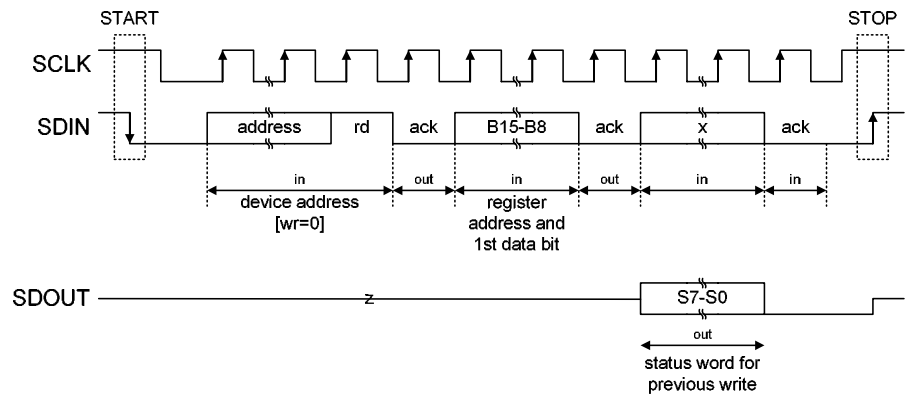 START STOP
SCLK
SDIN address rd ack B15-B8 ack x ack
in out in out in in
device address
[wr=0]
register
address and
1st data bit
SDOUT z S7-S0
out
status word for
previous write